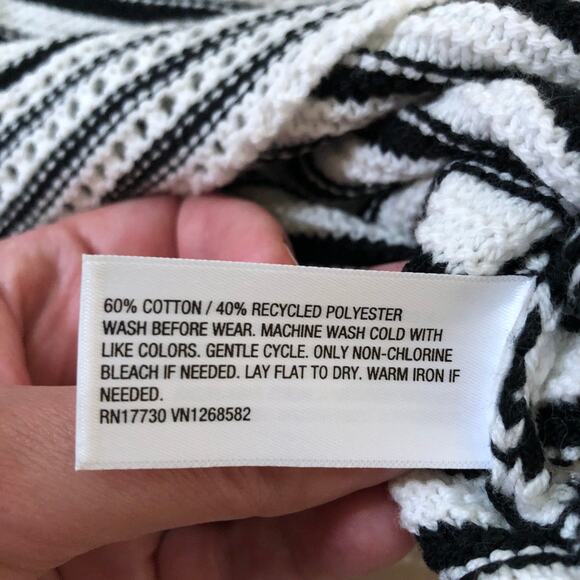 60% COTTON / 40% RECYCLED POLYESTER
WASH BEFORE WEAR. MACHINE WASH COLD WITH
LIKE COLORS. GENTLE CYCLE. ONLY NON-CHLORINE
BLEACH IF NEEDED. LAY FLAT TO DRY. WARM IRON IF
NEEDED.
RN17730 VN1268582